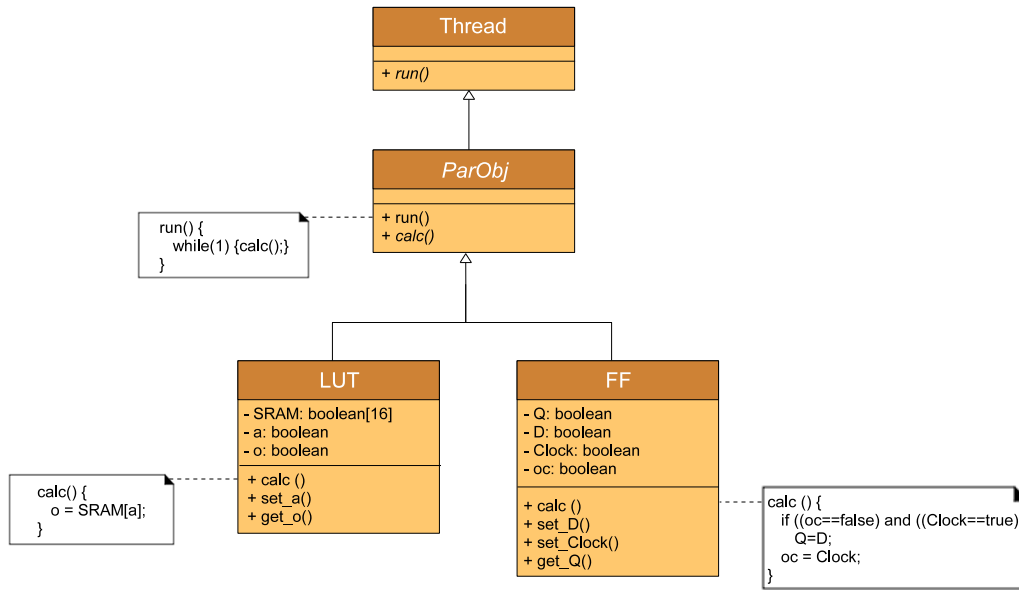 Thread
+ run()
ParObj
+ run()
+ calc()
run() {
while(1) {calc();}
}
LUT
- SRAM: boolean[16]
- a: boolean
- o: boolean
+ calc ()
+ set_a()
+ get_o()
calc() {
o = SRAM[a];
}
FF
- Q: boolean
- D: boolean
- Clock: boolean
- oc: boolean
+ calc ()
+ set_D()
+ set_Clock()
+ get_Q()
calc () {
if ((oc==false) and ((Clock==true)
Q=D;
oc = Clock;
}